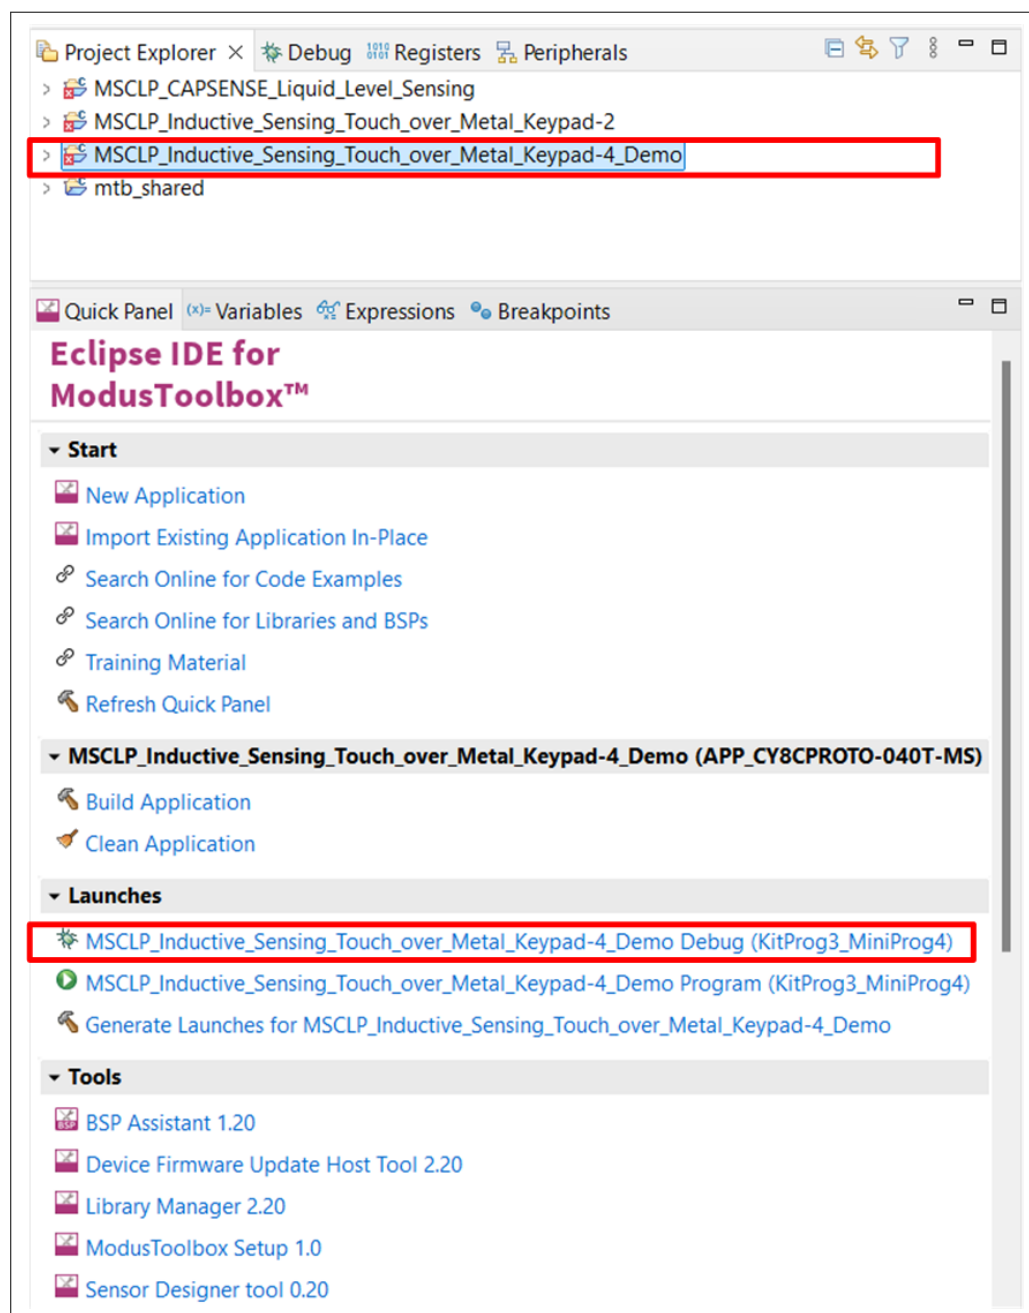 Project Explorer Debug Registers Peripherals
MSCLP_CAPSENSE_Liquid_Level_Sensing
MSCLP_Inductive_Sensing_Touch_over_Metal_Keypad-2
MSCLP_Inductive_Sensing_Touch_over_Metal_Keypad-4_Demo
mtb_shared
Quick Panel (x)= Variables Expressions Breakpoints
Eclipse IDE for
ModusToolbox™
Start
New Application
Import Existing Application In-Place
Search Online for Code Examples
Search Online for Libraries and BSPs
Training Material
Refresh Quick Panel
MSCLP_Inductive_Sensing_Touch_over_Metal_Keypad-4_Demo (APP_CY8CPROTO-040T-MS)
Build Application
Clean Application
Launches
MSCLP_Inductive_Sensing_Touch_over_Metal_Keypad-4_Demo Debug (KitProg3_MiniProg4)
MSCLP_Inductive_Sensing_Touch_over_Metal_Keypad-4_Demo Program (KitProg3_MiniProg4)
Generate Launches for MSCLP_Inductive_Sensing_Touch_over_Metal_Keypad-4_Demo
Tools
BSP Assistant 1.20
Device Firmware Update Host Tool 2.20
Library Manager 2.20
ModusToolbox Setup 1.0
Sensor Designer tool 0.20